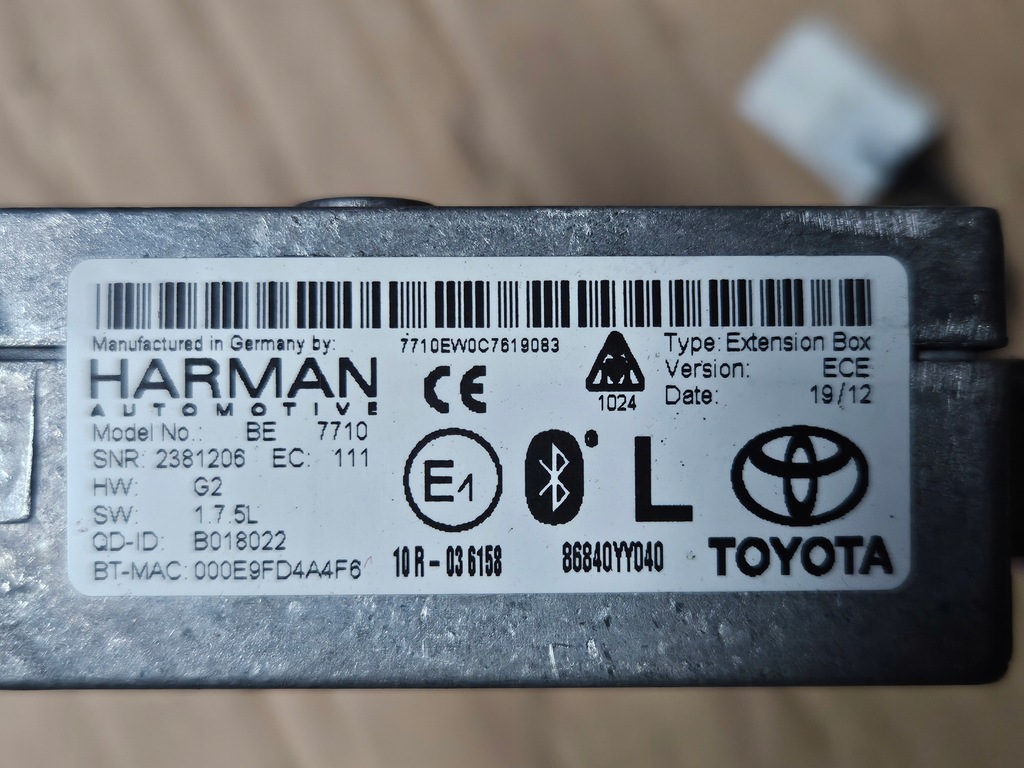 Manufactured in Germany by:
HARMAN
AUTOMOTIVE
Model No.: BE 7710
SNR: 2381206 EC: 111
HW: G2
SW: 1.7.5L
QD-ID: B018022
BT-MAC: 000E9FD4A4F6
7710EW0C7619083
CE
E1
10 R - 03 6158
1024
L
86840YY040
Type: Extension Box
Version: ECE
Date: 19/12
TOYOTA